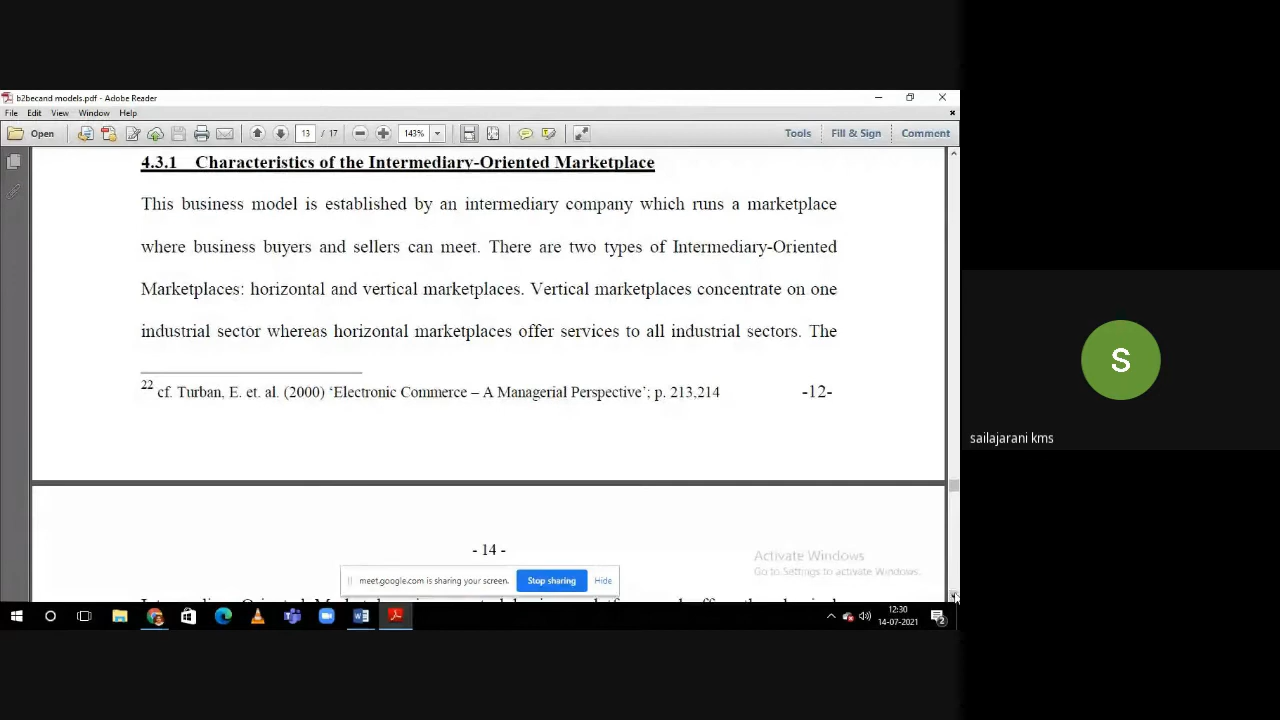 b2becand models.pdf - Adobe Reader
File Edit View Window Help
Open 13 / 17 143% Tools Fill & Sign Comment
4.3.1 Characteristics of the Intermediary-Oriented Marketplace
This business model is established by an intermediary company which runs a marketplace
where business buyers and sellers can meet. There are two types of Intermediary-Oriented
Marketplaces: horizontal and vertical marketplaces. Vertical marketplaces concentrate on one
industrial sector whereas horizontal marketplaces offer services to all industrial sectors. The
22 cf. Turban, E. et. al. (2000) ‘Electronic Commerce – A Managerial Perspective’; p. 213,214 -12-
- 14 -
Activate Windows
Go to Settings to activate Windows.
meet.google.com is sharing your screen. Stop sharing Hide
12:30
14-07-2021
2
S
sailajarani kms